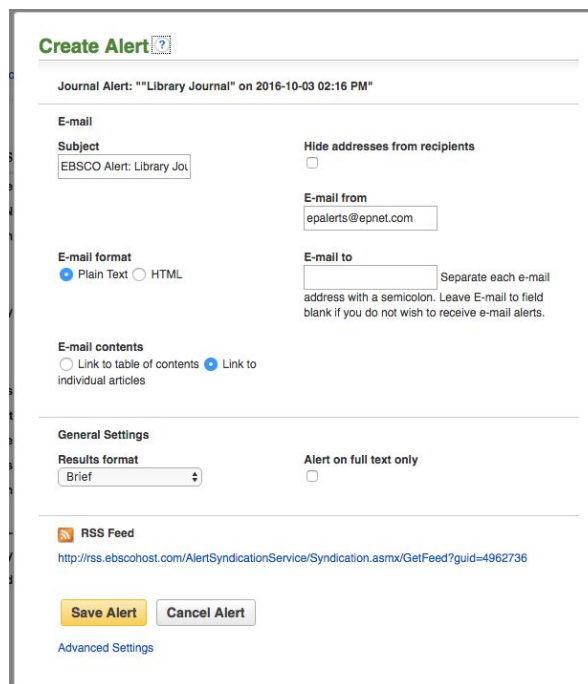 Create Alert ?
Journal Alert: ""Library Journal" on 2016-10-03 02:16 PM"
E-mail
Subject
EBSCO Alert: Library Jou
Hide addresses from recipients
E-mail from
epalerts@epnet.com
E-mail format
Plain Text HTML
E-mail to
Separate each e-mail
address with a semicolon. Leave E-mail to field
blank if you do not wish to receive e-mail alerts.
E-mail contents
Link to table of contents Link to
individual articles
General Settings
Results format
Brief
Alert on full text only
RSS Feed
http://rss.ebscohost.com/AlertSyndicationService/Syndication.asmx/GetFeed?guid=4962736
Save Alert Cancel Alert
Advanced Settings